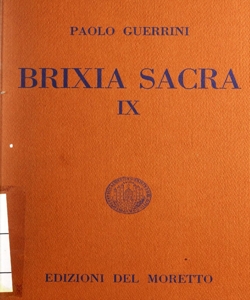 PAOLO GUERRINI
BRIXIA SACRA
IX
EDIZIONI DEL MORETTO